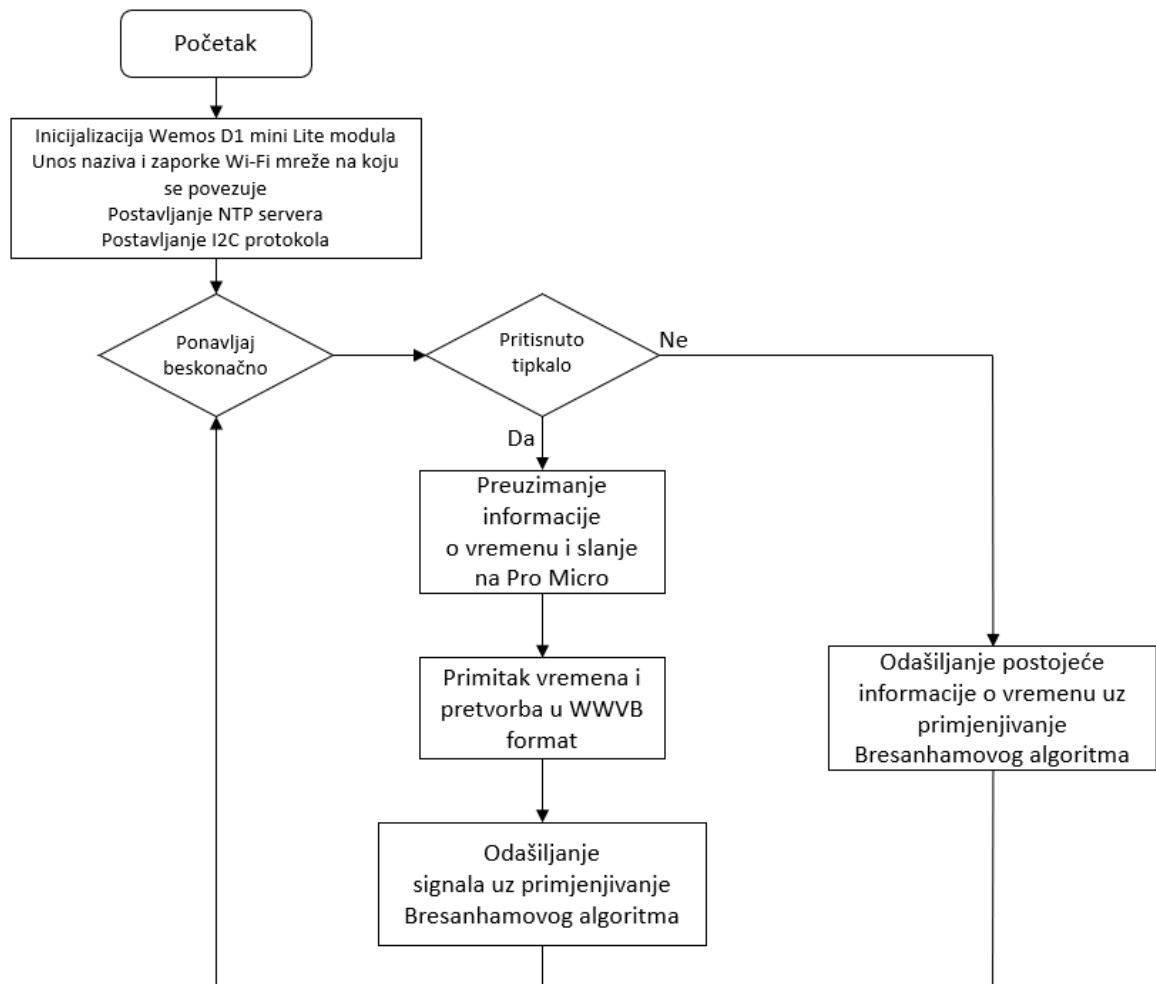 Početak
Inicijalizacija Wemos D1 mini Lite modula
Unos naziva i zaporke Wi-Fi mreže na koju
se povezuje
Postavljanje NTP servera
Postavljanje I2C protokola
Ponavljaj
beskonačno
Pritisnuto
tipkalo
Ne
Da
Preuzimanje
informacije
o vremenu i slanje
na Pro Micro
Primitak vremena i
pretvorba u WWVB
format
Odašiljanje postojeće
informacije o vremenu uz
primjenjivanje
Bresanhamovog algoritma
Odašiljanje
signala uz primjenjivanje
Bresanhamovog algoritma